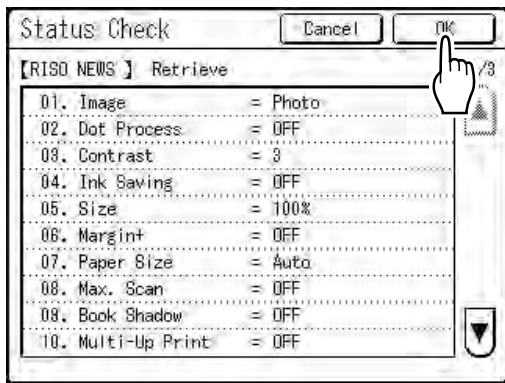 Status Check Cancel OK
【RISO NEWS 】 Retrieve /3
01. Image = Photo
02. Dot Process = OFF
03. Contrast = 3
04. Ink Saving = OFF
05. Size = 100%
06. Margin+ = OFF
07. Paper Size = Auto
08. Max. Scan = OFF
09. Book Shadow = OFF
10. Multi-Up Print = OFF